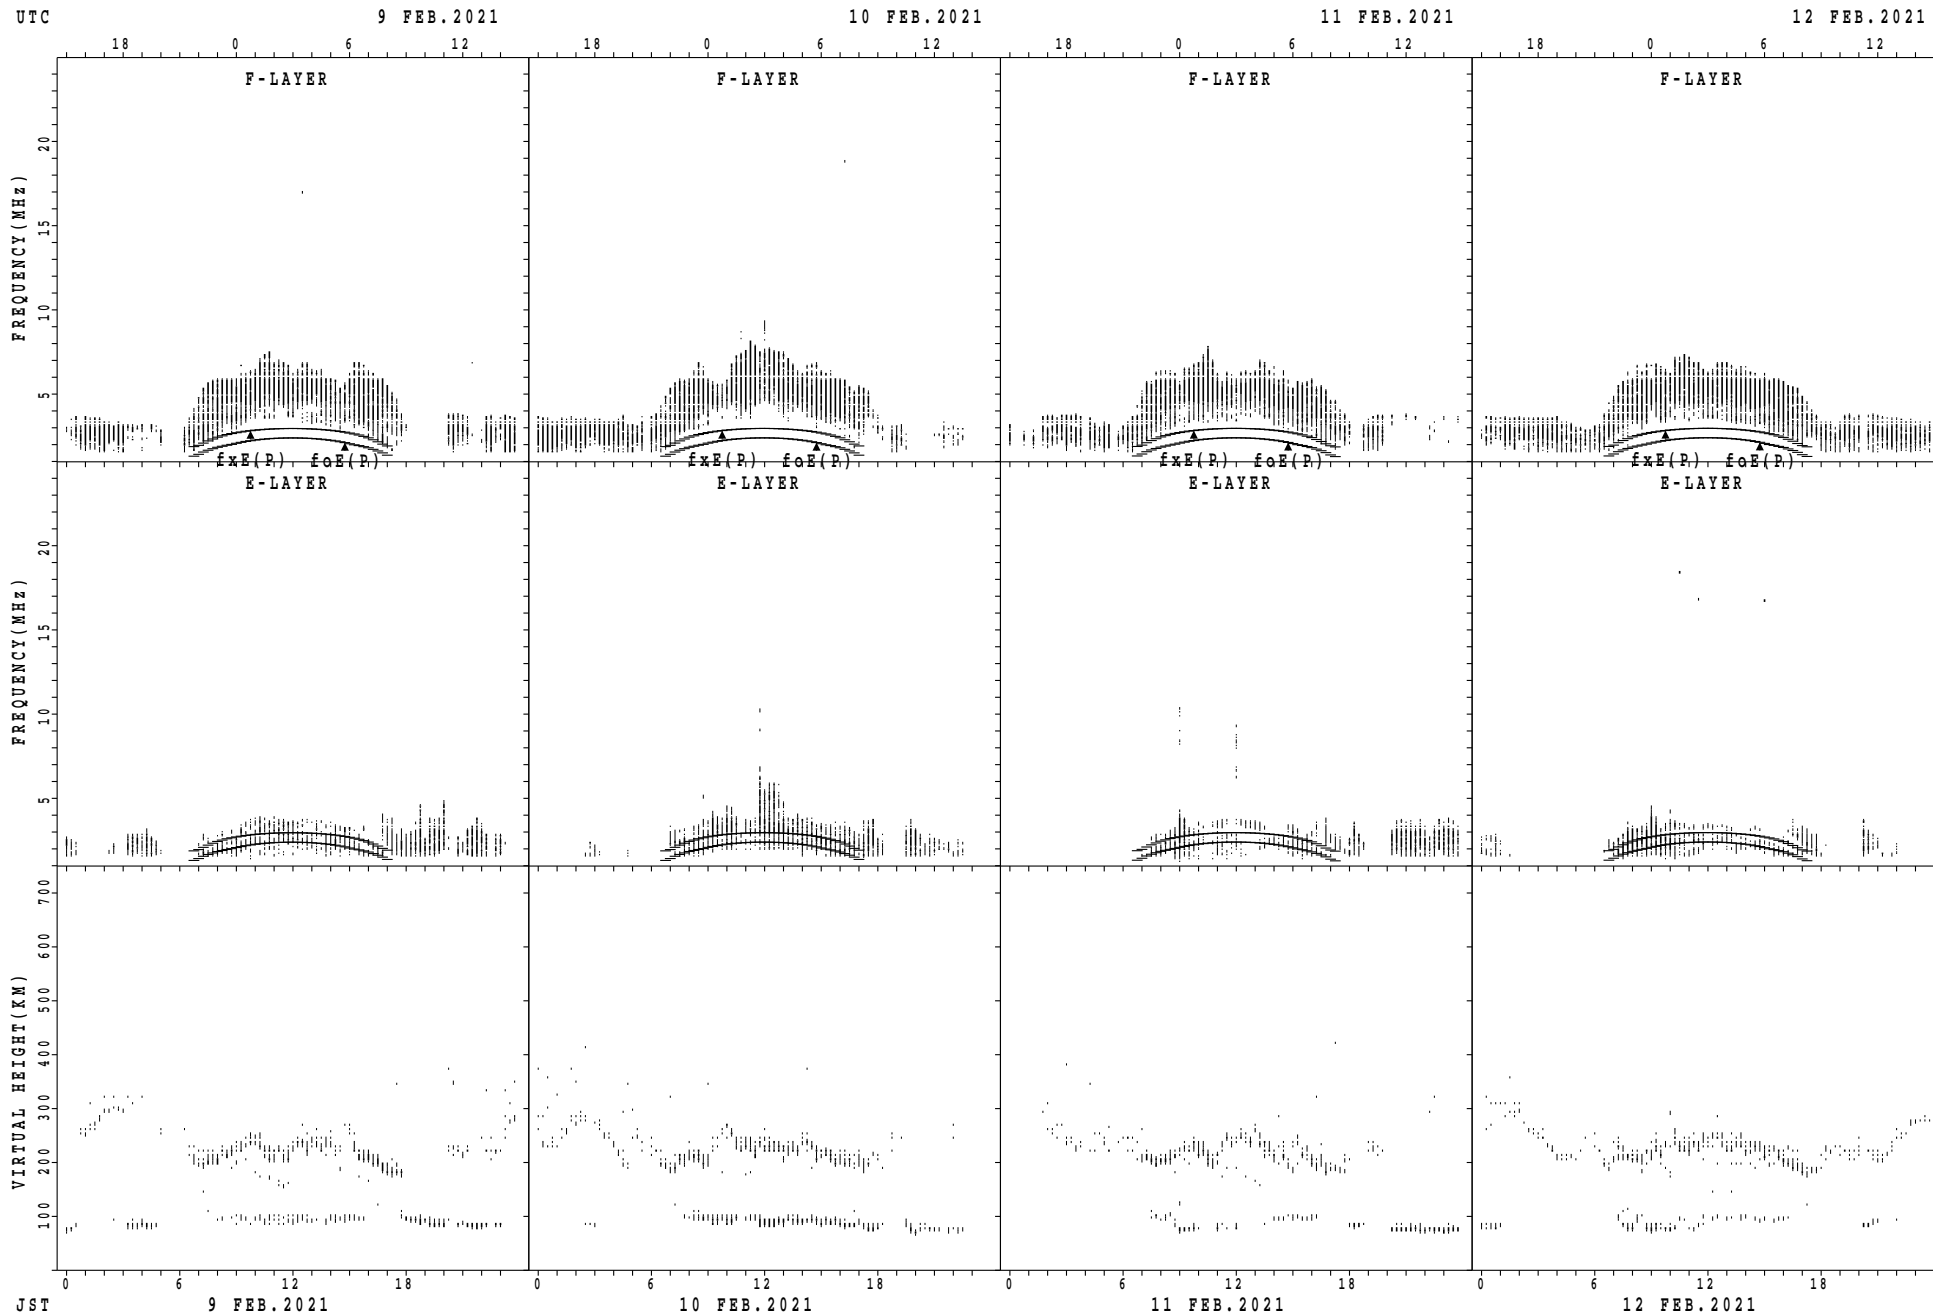 UTC 9 FEB.2021 10 FEB.2021 11 FEB.2021 12 FEB.2021
18 0 6 12 18 0 6 12 18 0 6 12 18 0 6 12
F-LAYER F-LAYER F-LAYER F-LAYER
FREQUENCY(MHz)
20
15
10
5
fxE(P) foE(P) fxE(P) foE(P) fxE(P) foE(P) fxE(P) foE(P)
E-LAYER E-LAYER E-LAYER E-LAYER
FREQUENCY(MHz)
20
15
10
5
VIRTUAL HEIGHT(KM)
700
600
500
400
300
200
100
0 6 12 18 0 6 12 18 0 6 12 18 0 6 12 18
JST 9 FEB.2021 10 FEB.2021 11 FEB.2021 12 FEB.2021